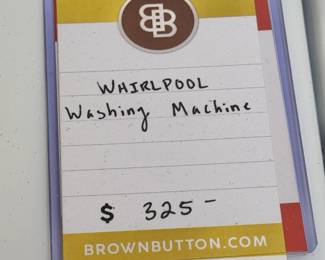 WHIRLPOOL
Washing Machine
$ 325-
BROWNBUTTON.COM